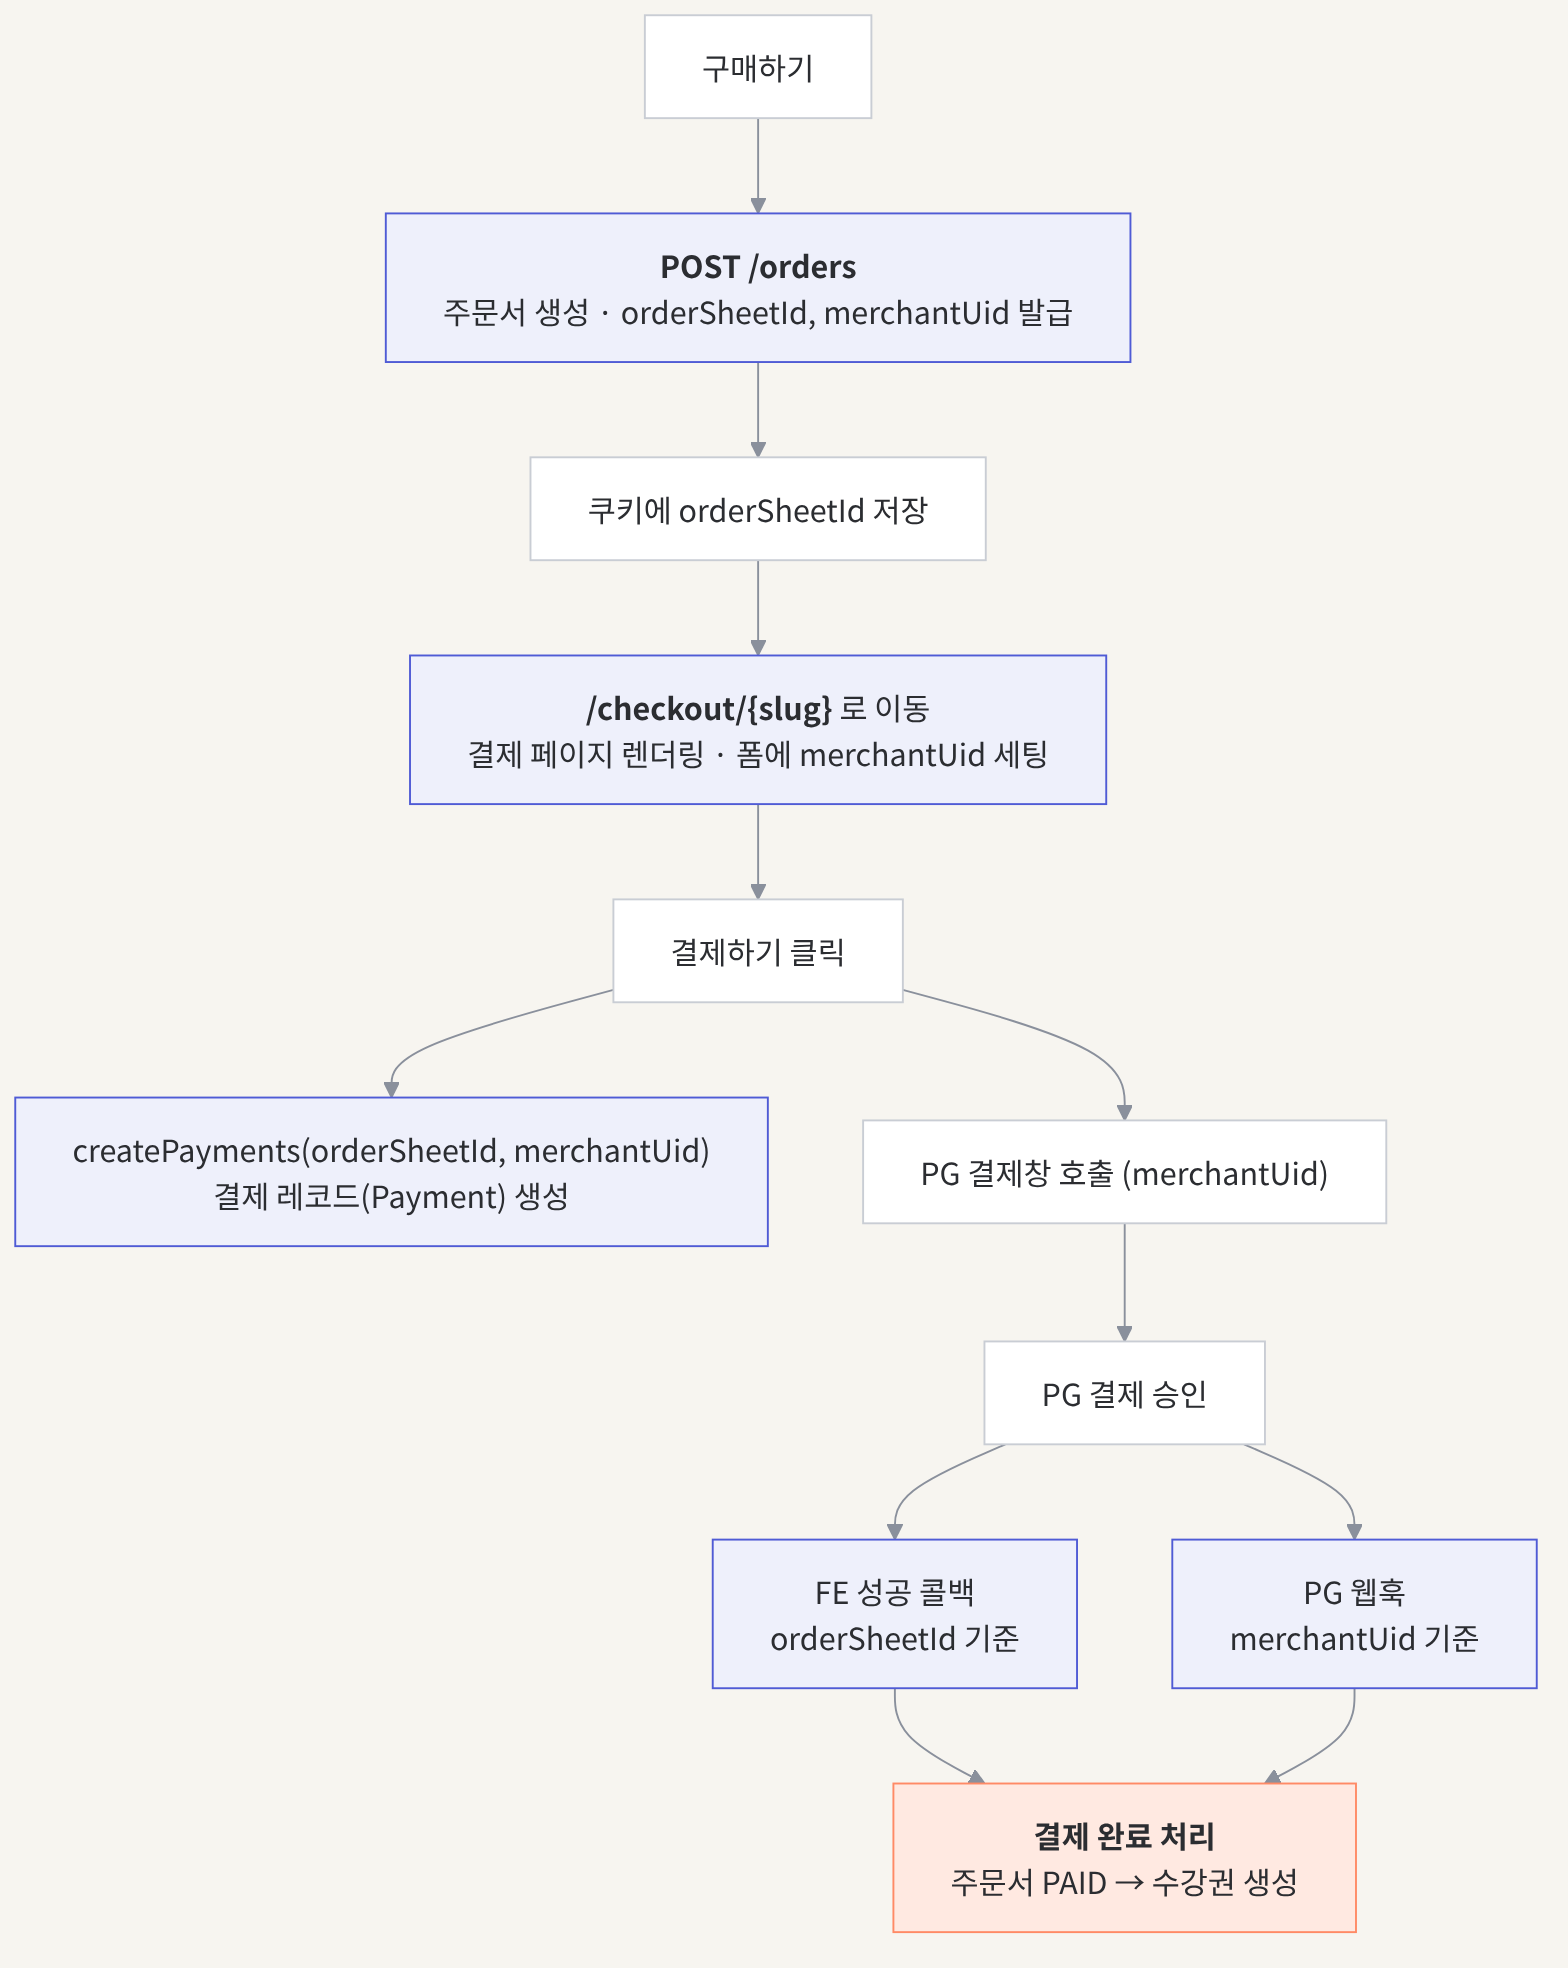 구매하기
POST /orders
주문서 생성 · orderSheetId, merchantUid 발급
쿠키에 orderSheetId 저장
/checkout/{slug} 로 이동
결제 페이지 렌더링 · 폼에 merchantUid 세팅
결제하기 클릭
createPayments(orderSheetId, merchantUid)
결제 레코드(Payment) 생성
PG 결제창 호출 (merchantUid)
PG 결제 승인
FE 성공 콜백
orderSheetId 기준
PG 웹훅
merchantUid 기준
결제 완료 처리
주문서 PAID → 수강권 생성